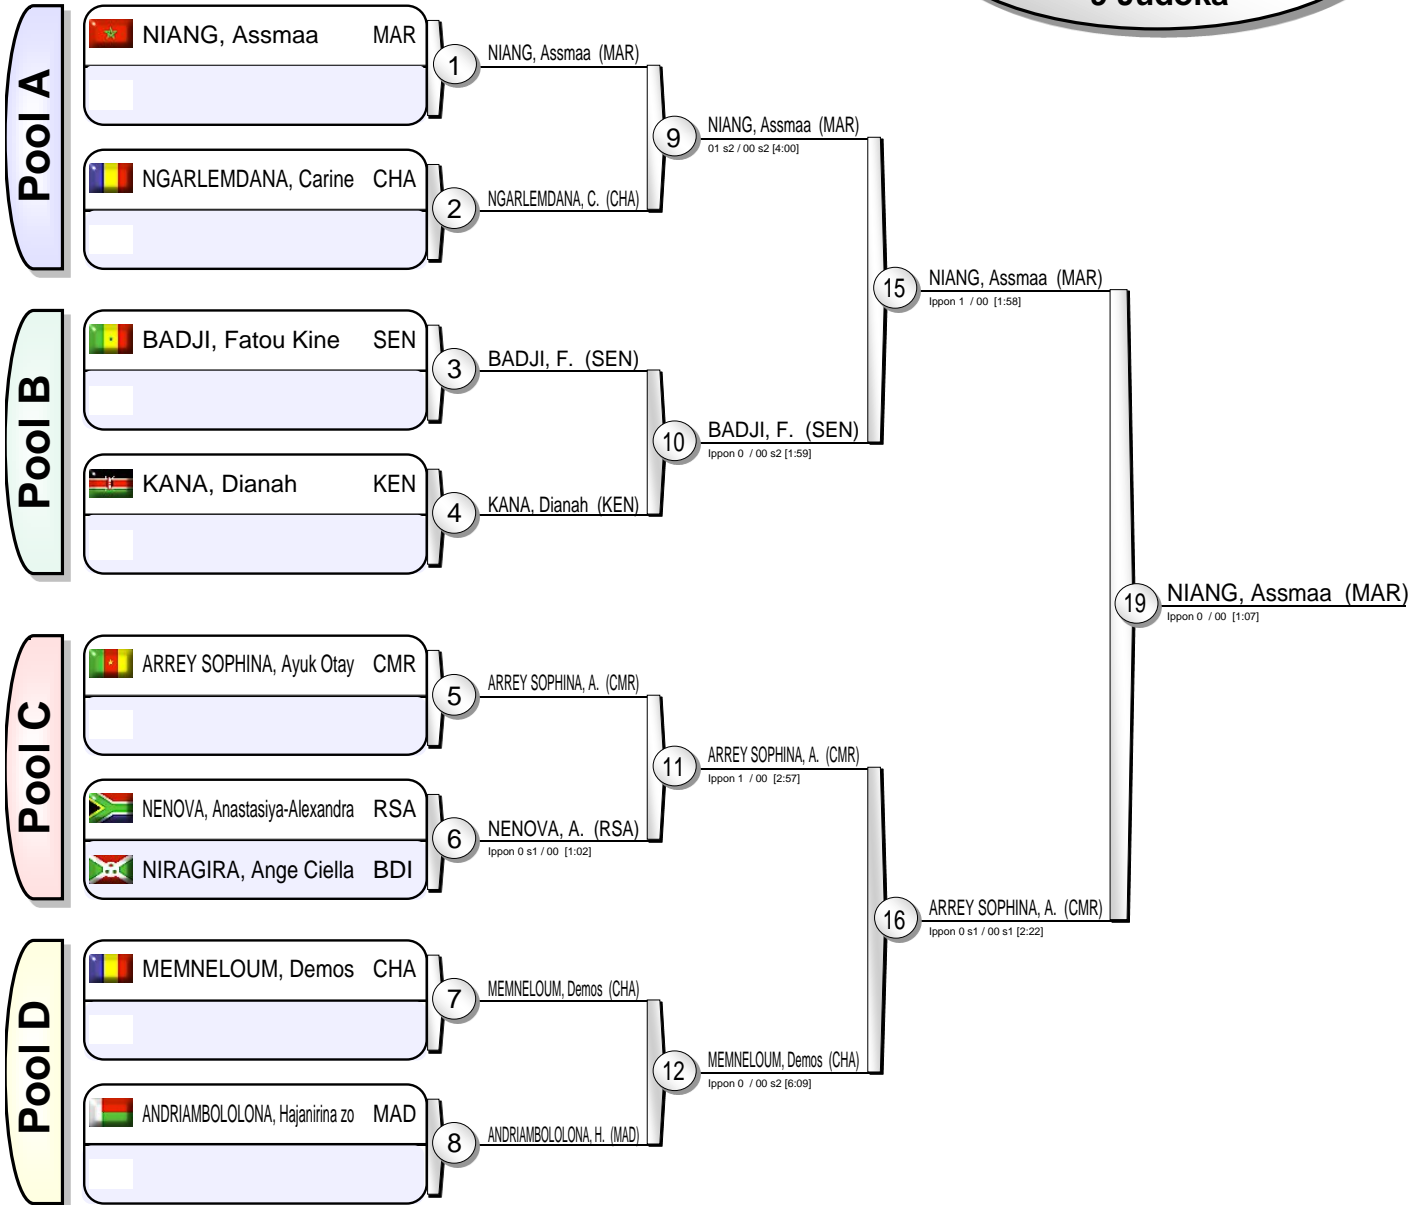 9 Judoka
Pool A
NIANG, Assmaa MAR
NGARLEMDANA, Carine CHA
1
NIANG, Assmaa (MAR)
2
NGARLEMDANA, C. (CHA)
9
NIANG, Assmaa (MAR)
01 s2 / 00 s2 [4:00]
Pool B
BADJI, Fatou Kine SEN
KANA, Dianah KEN
3
BADJI, F. (SEN)
4
KANA, Dianah (KEN)
10
BADJI, F. (SEN)
Ippon 0 / 00 s2 [1:59]
15
NIANG, Assmaa (MAR)
Ippon 1 / 00 [1:58]
Pool C
ARREY SOPHINA, Ayuk Otay CMR
NENOVA, Anastasiya-Alexandra RSA
NIRAGIRA, Ange Ciella BDI
5
ARREY SOPHINA, A. (CMR)
6
NENOVA, A. (RSA)
Ippon 0 s1 / 00 [1:02]
11
ARREY SOPHINA, A. (CMR)
Ippon 1 / 00 [2:57]
Pool D
MEMNELOUM, Demos CHA
ANDRIAMBOLOLONA, Hajanirina zo MAD
7
MEMNELOUM, Demos (CHA)
8
ANDRIAMBOLOLONA, H. (MAD)
12
MEMNELOUM, Demos (CHA)
Ippon 0 / 00 s2 [6:09]
16
ARREY SOPHINA, A. (CMR)
Ippon 0 s1 / 00 s1 [2:22]
19
NIANG, Assmaa (MAR)
Ippon 0 / 00 [1:07]